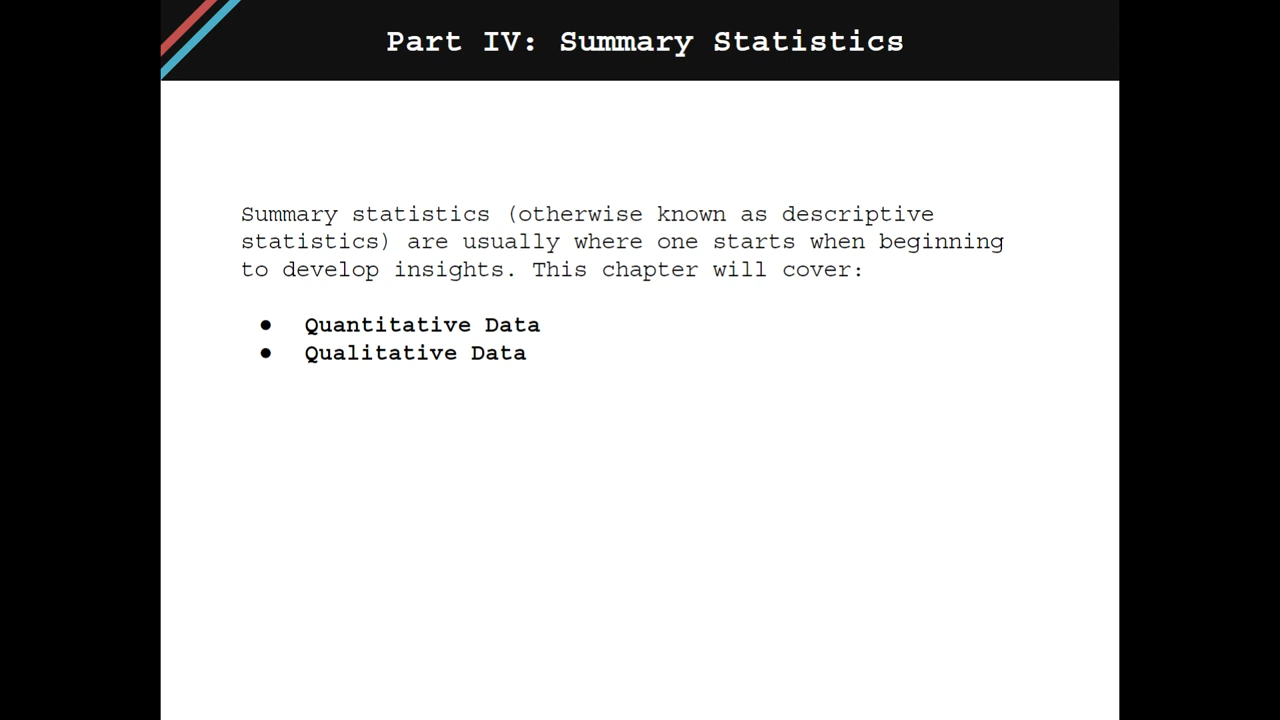 Part IV: Summary Statistics
Summary statistics (otherwise known as descriptive
statistics) are usually where one starts when beginning
to develop insights. This chapter will cover:
● Quantitative Data
● Qualitative Data